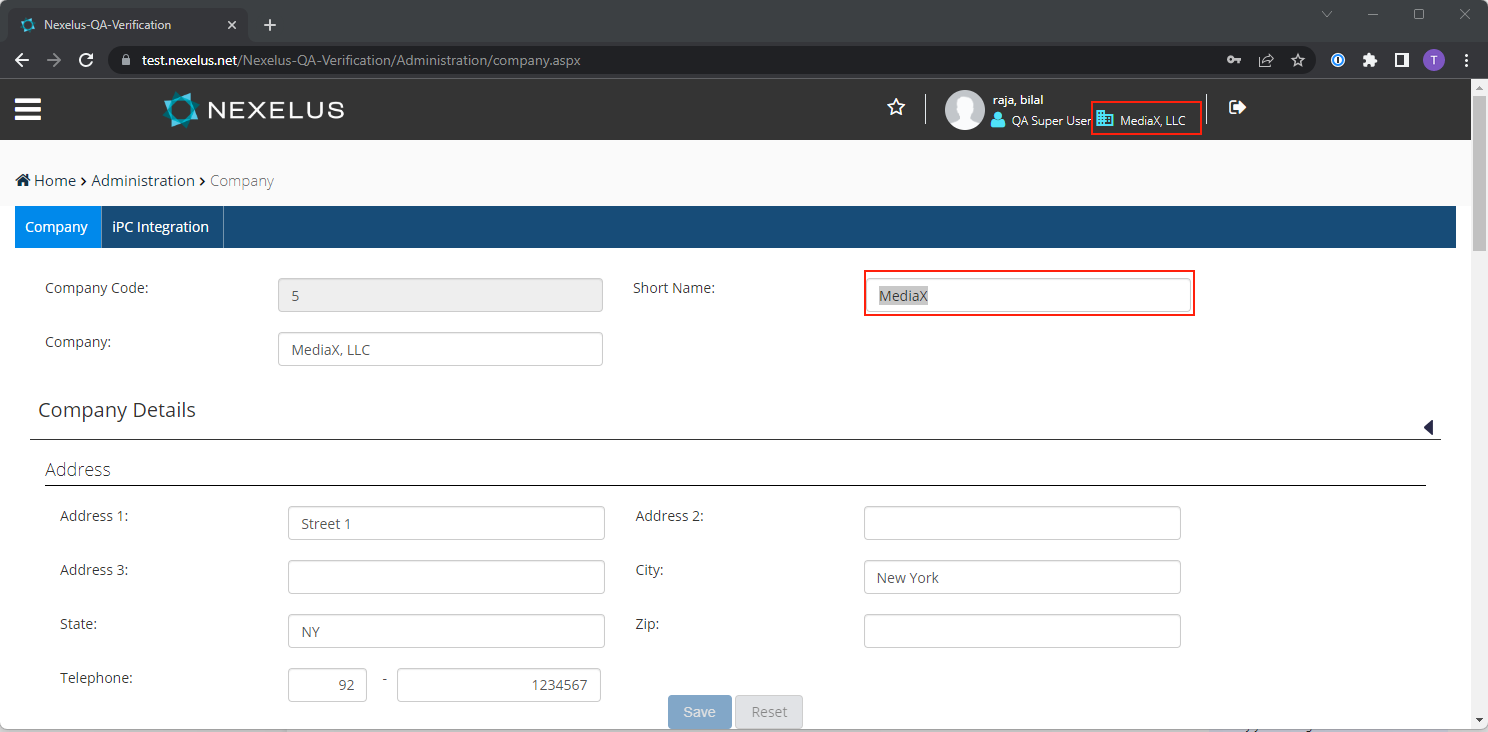 Nexelus-QA-Verification
test.nexelus.net/Nexelus-QA-Verification/Administration/company.aspx
T
NEXELUS
raja, bilal
QA Super User MediaX, LLC
Home Administration Company
Company iPC Integration
Company Code: 5 Short Name: MediaX
Company: MediaX, LLC
Company Details
Address
Address 1: Street 1 Address 2:
Address 3: City: New York
State: NY Zip:
Telephone: 92 - 1234567
Save Reset